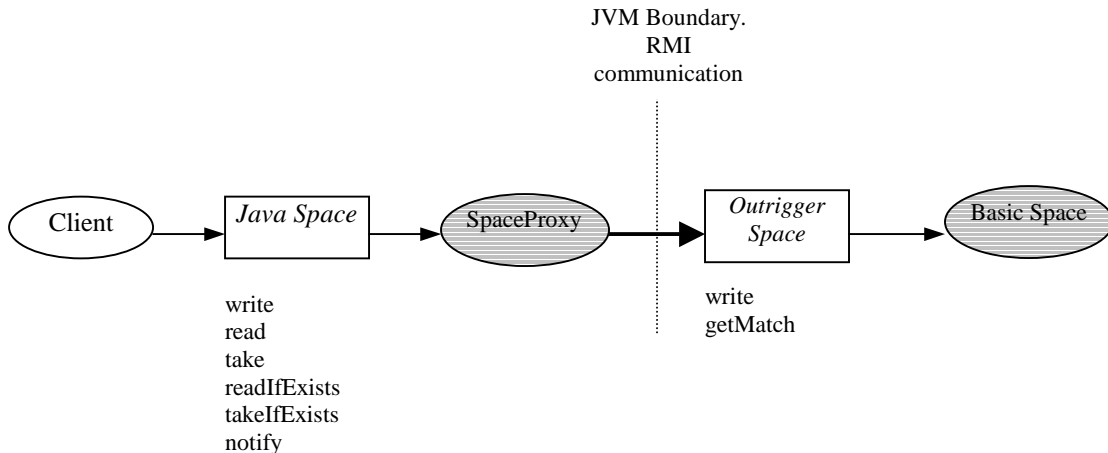 JVM Boundary.
RMI
communication
Client
Java Space
SpaceProxy
Outrigger
Space
Basic Space
write
read
take
readIfExists
takeIfExists
notify
write
getMatch